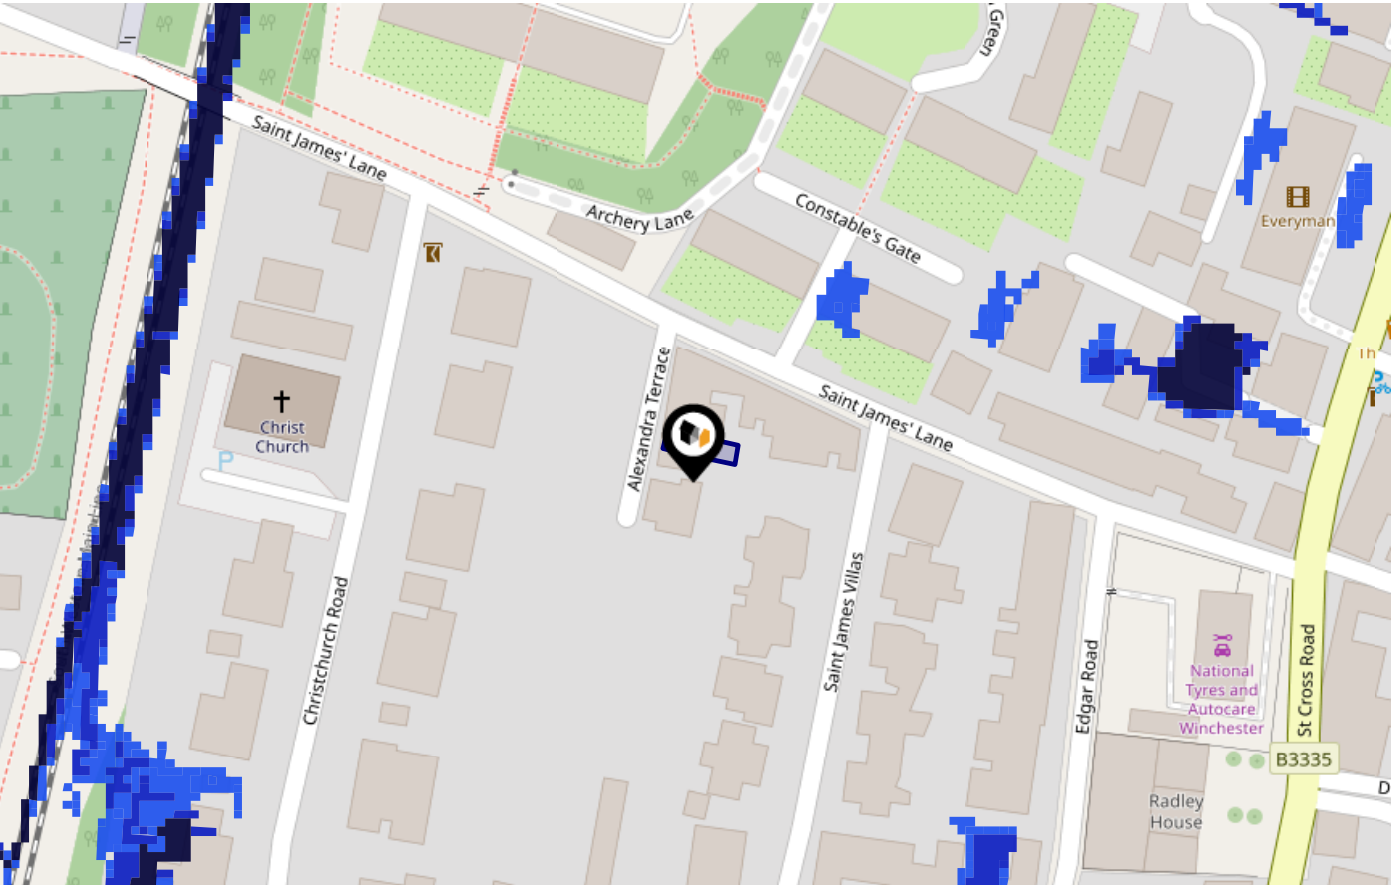 Green
Saint James' Lane
Archery Lane
Constable's Gate
Everyman
Th
Alexandra Terrace
Saint James' Lane
Christ
Church
P
P
Christchurch Road
Saint James Villas
Edgar Road
St Cross Road
National
Tyres and
Autocare
Winchester
B3335
D
Radley
House